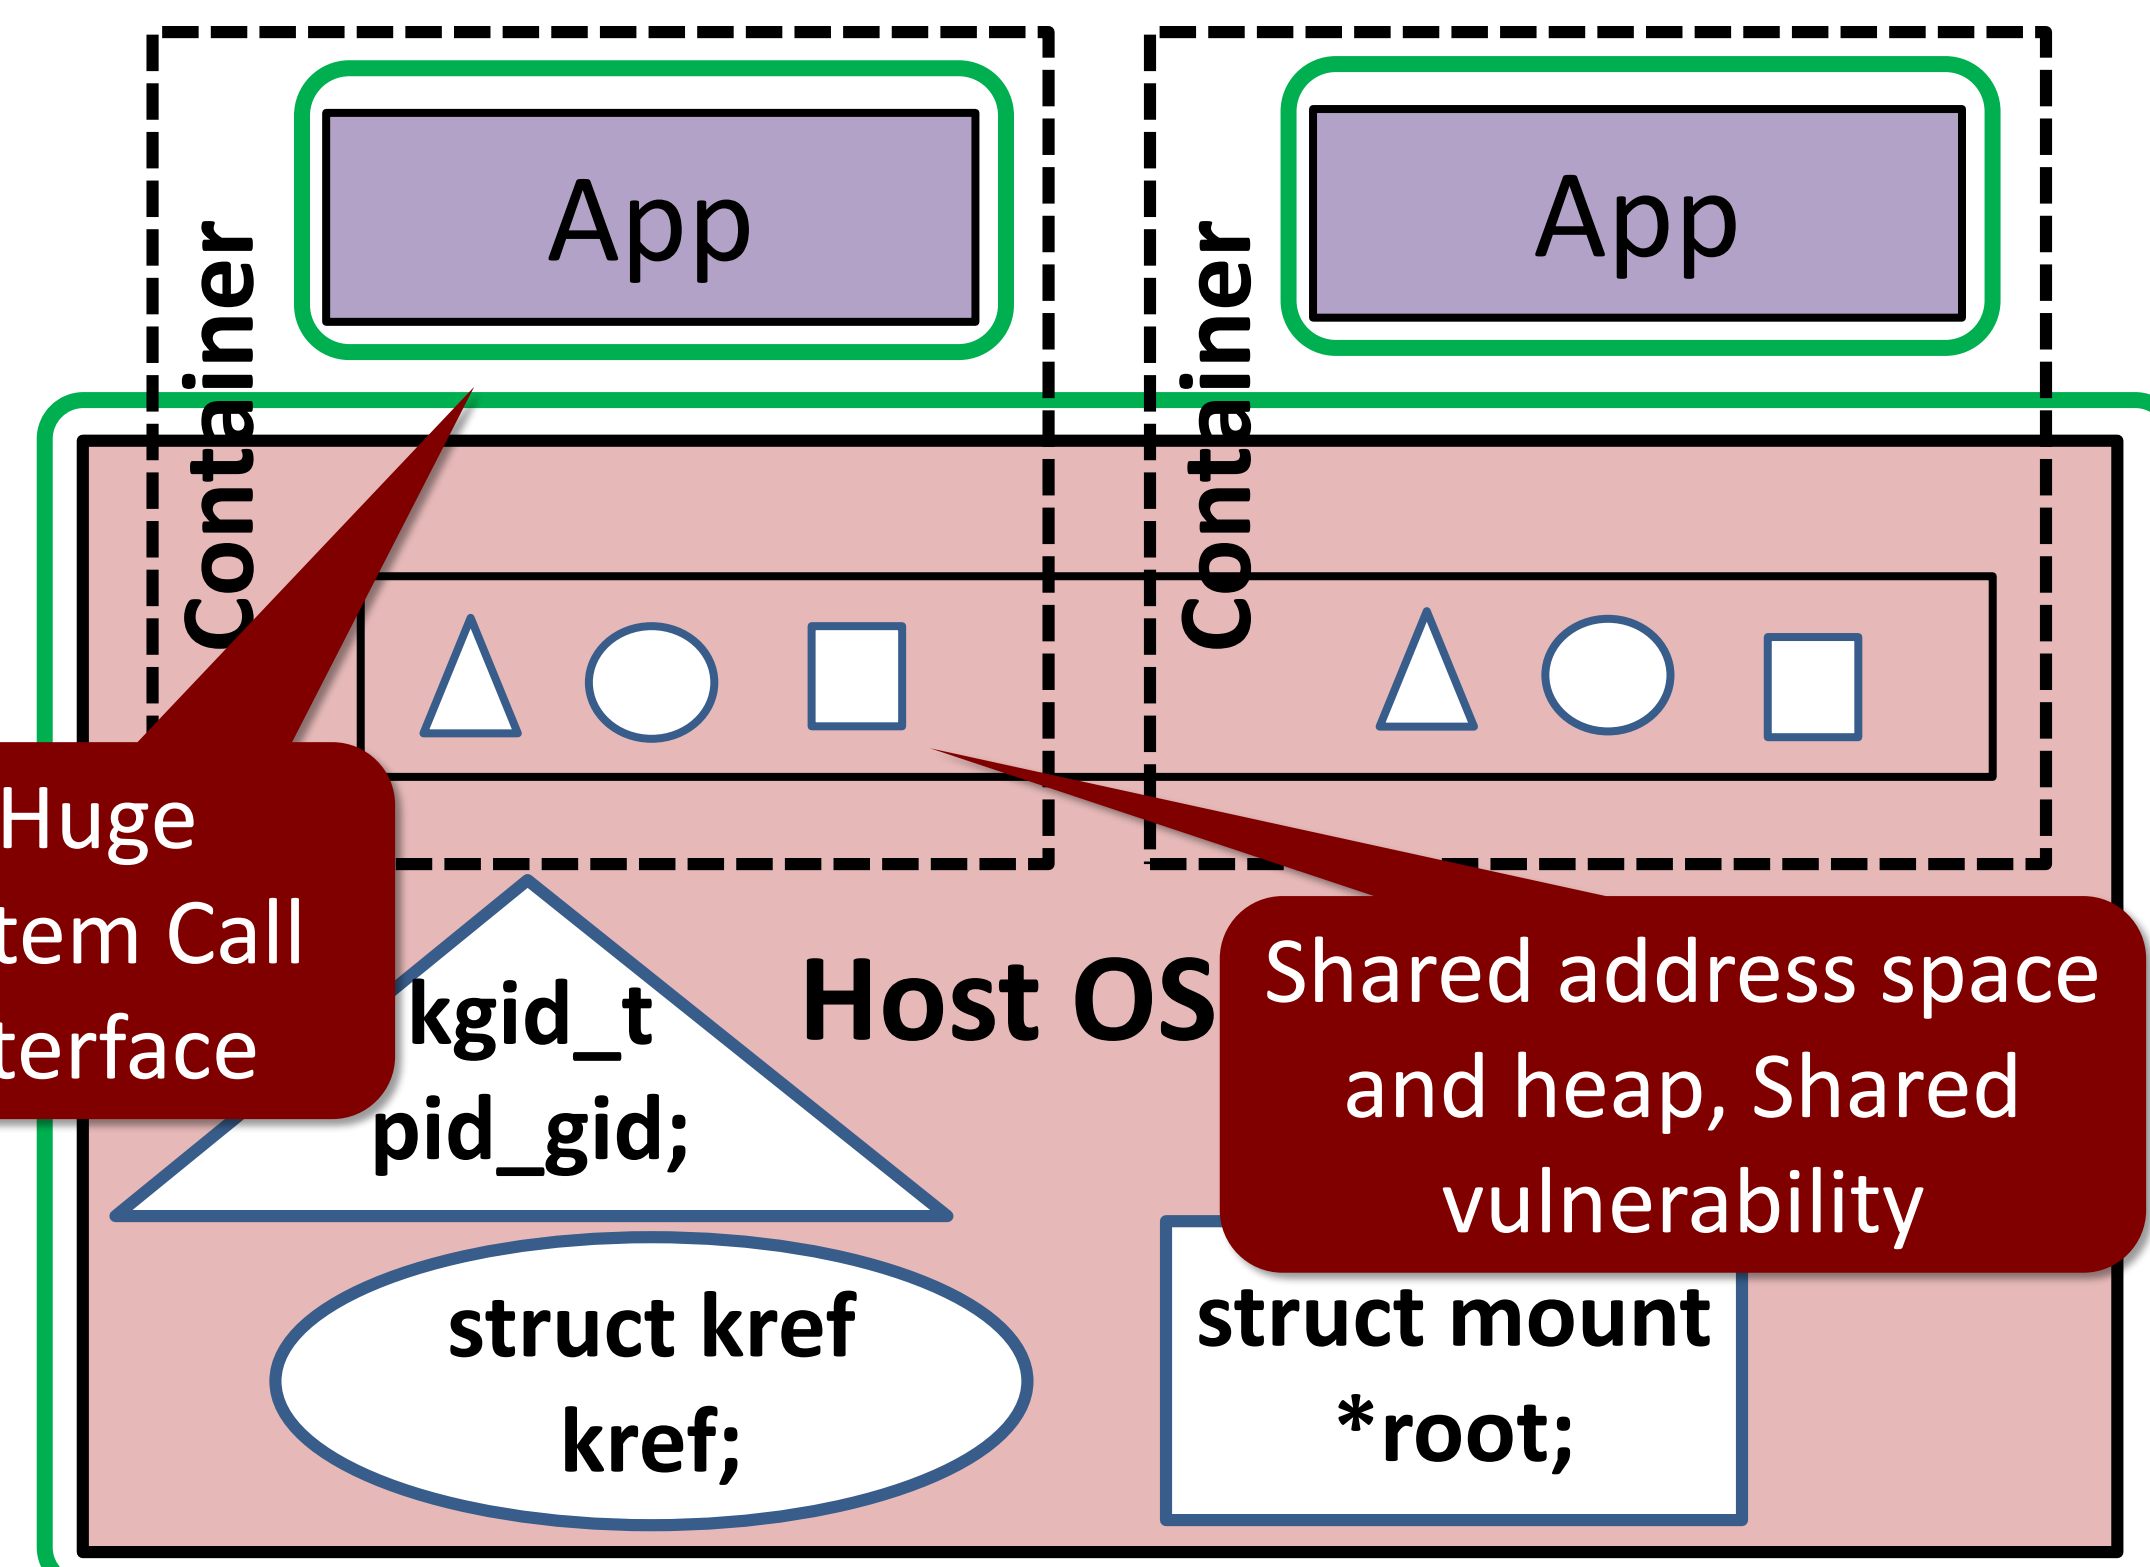 App
App
Container
Container
Huge
tem Call
terface
kgid_t
pid_gid;
Host OS
Shared address space
and heap, Shared
vulnerability
struct kref
kref;
struct mount
*root;